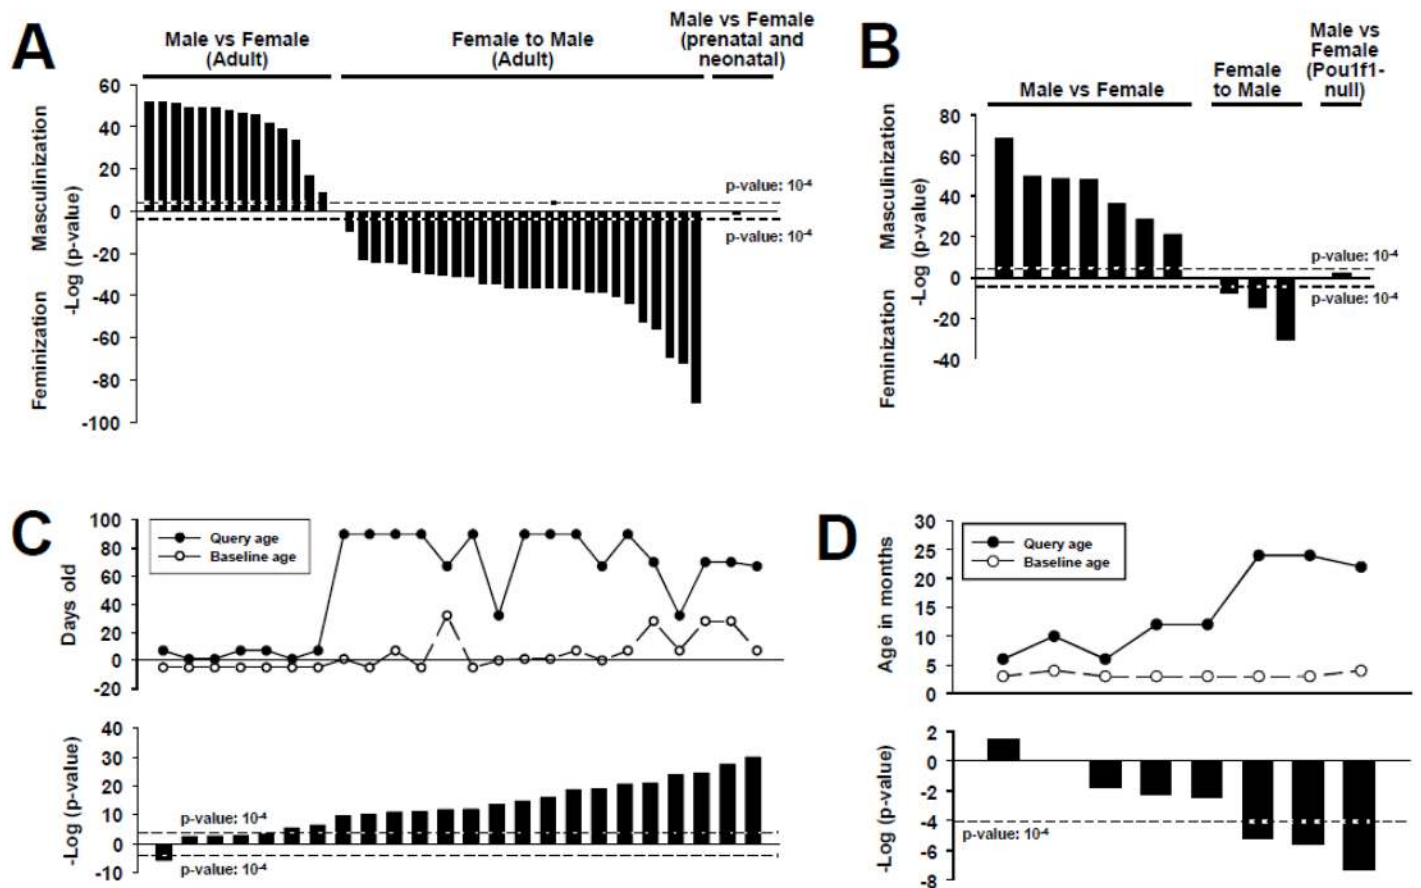 A
Male vs Female
(Adult)
Female to Male
(Adult)
Male vs Female
(prenatal and
neonatal)
Masculinization
Feminization
-Log (p-value)
60
40
20
0
-20
-40
-60
-80
-100
p-value: 10-4
p-value: 10-4
B
Male vs Female
Female
to Male
Male vs
Female
(Pou1f1-
null)
Masculinization
Feminization
-Log (p-value)
80
60
40
20
0
-20
-40
p-value: 10-4
p-value: 10-4
C
Days old
100
80
60
40
20
0
-20
Query age
Baseline age
-Log (p-value)
40
30
20
10
0
-10
p-value: 10-4
p-value: 10-4
D
Age in months
30
25
20
15
10
5
0
Query age
Baseline age
-Log (p-value)
2
0
-2
-4
-6
-8
p-value: 10-4